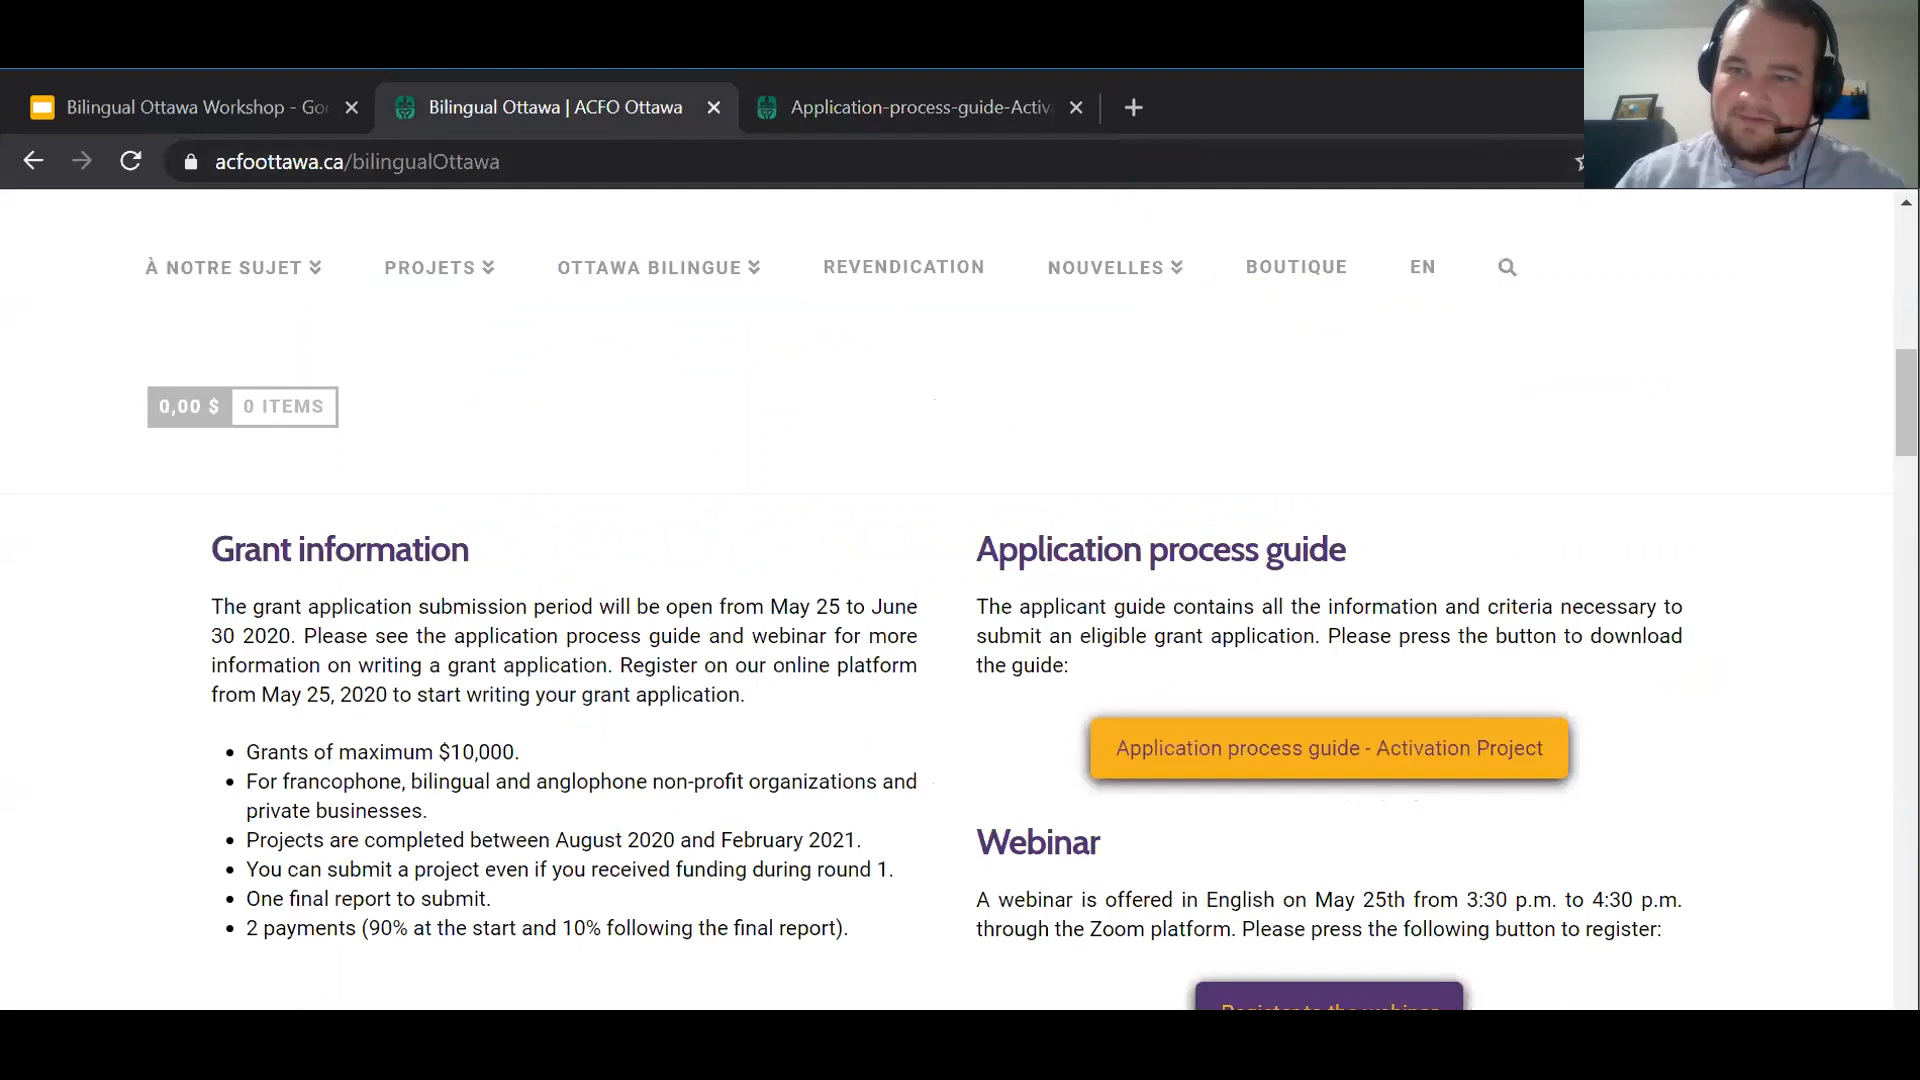 Bilingual Ottawa Workshop - Goo
Bilingual Ottawa | ACFO Ottawa
Application-process-guide-Activa
acfoottawa.ca/bilingualOttawa
À NOTRE SUJET
PROJETS
OTTAWA BILINGUE
REVENDICATION
NOUVELLES
BOUTIQUE
EN
0,00 $ 0 ITEMS
Grant information
The grant application submission period will be open from May 25 to June
30 2020. Please see the application process guide and webinar for more
information on writing a grant application. Register on our online platform
from May 25, 2020 to start writing your grant application.
• Grants of maximum $10,000.
• For francophone, bilingual and anglophone non-profit organizations and
private businesses.
• Projects are completed between August 2020 and February 2021.
• You can submit a project even if you received funding during round 1.
• One final report to submit.
• 2 payments (90% at the start and 10% following the final report).
Application process guide
The applicant guide contains all the information and criteria necessary to
submit an eligible grant application. Please press the button to download
the guide:
Application process guide - Activation Project
Webinar
A webinar is offered in English on May 25th from 3:30 p.m. to 4:30 p.m.
through the Zoom platform. Please press the following button to register:
Register to the webinar